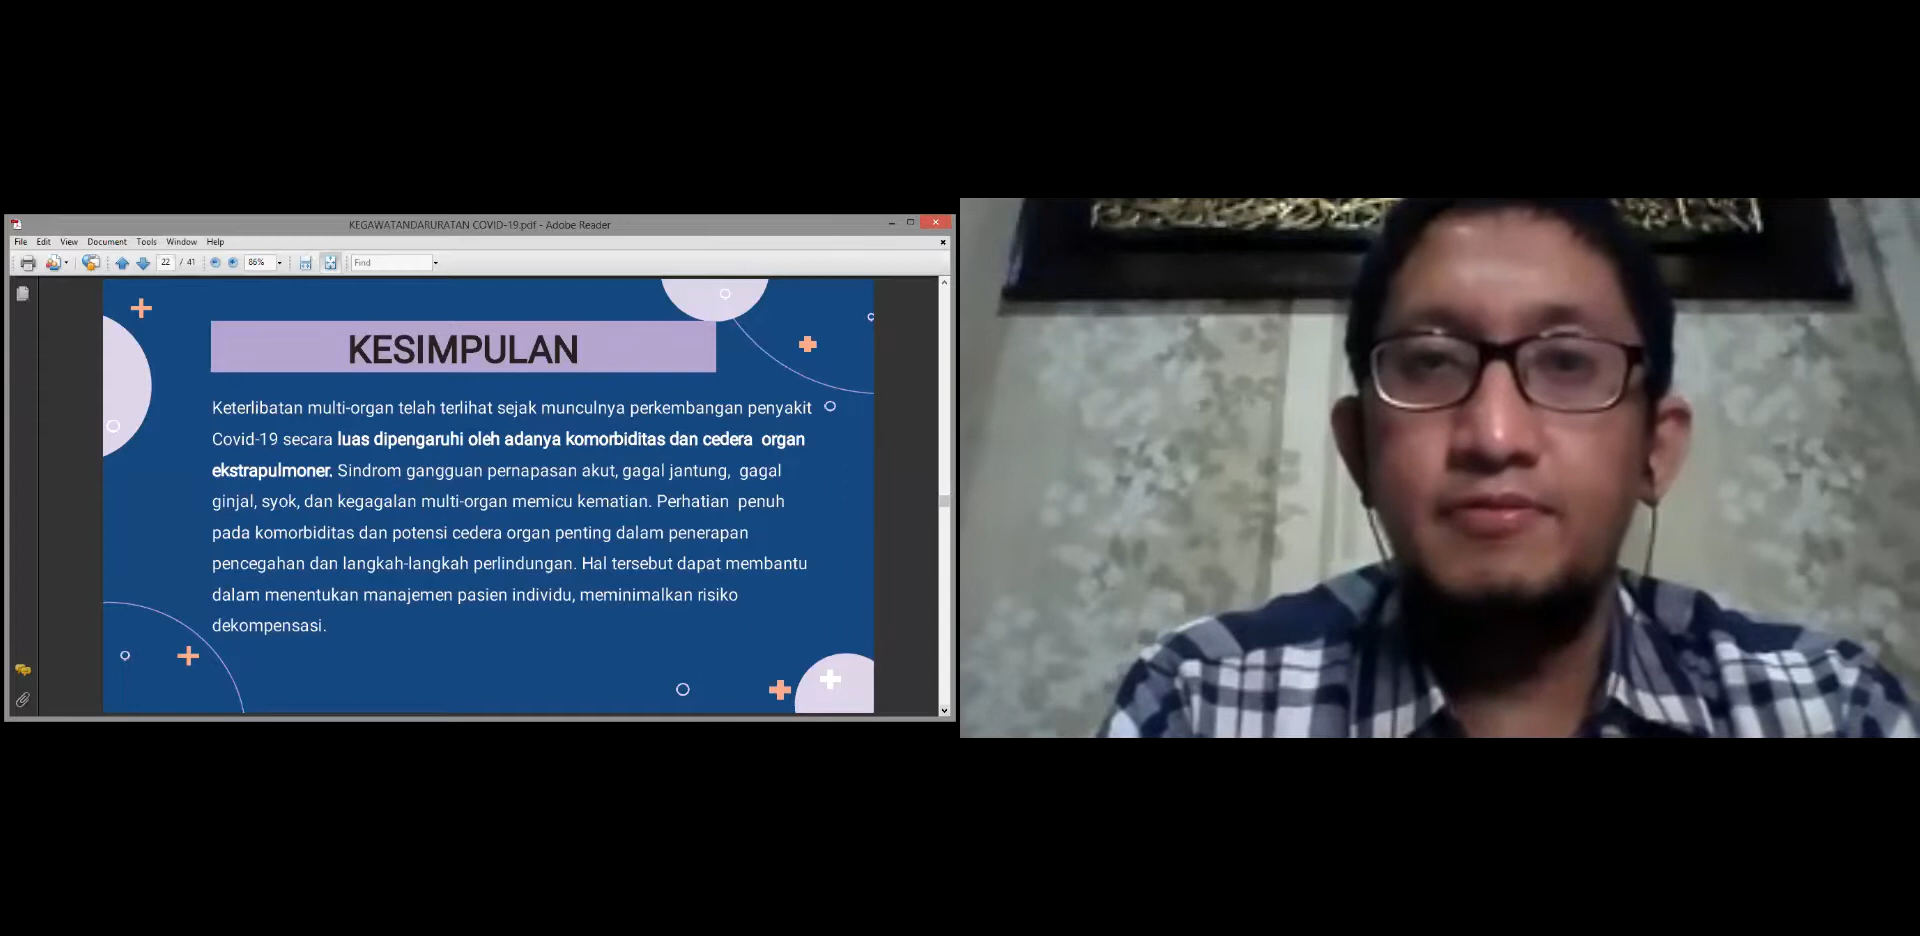 KEGAWATANDARURATAN COVID-19.pdf - Adobe Reader
File Edit View Document Tools Window Help
22 / 41 86% Find
KESIMPULAN
Keterlibatan multi-organ telah terlihat sejak munculnya perkembangan penyakit
Covid-19 secara luas dipengaruhi oleh adanya komorbiditas dan cedera organ
ekstrapulmoner. Sindrom gangguan pernapasan akut, gagal jantung, gagal
ginjal, syok, dan kegagalan multi-organ memicu kematian. Perhatian penuh
pada komorbiditas dan potensi cedera organ penting dalam penerapan
pencegahan dan langkah-langkah perlindungan. Hal tersebut dapat membantu
dalam menentukan manajemen pasien individu, meminimalkan risiko
dekompensasi.